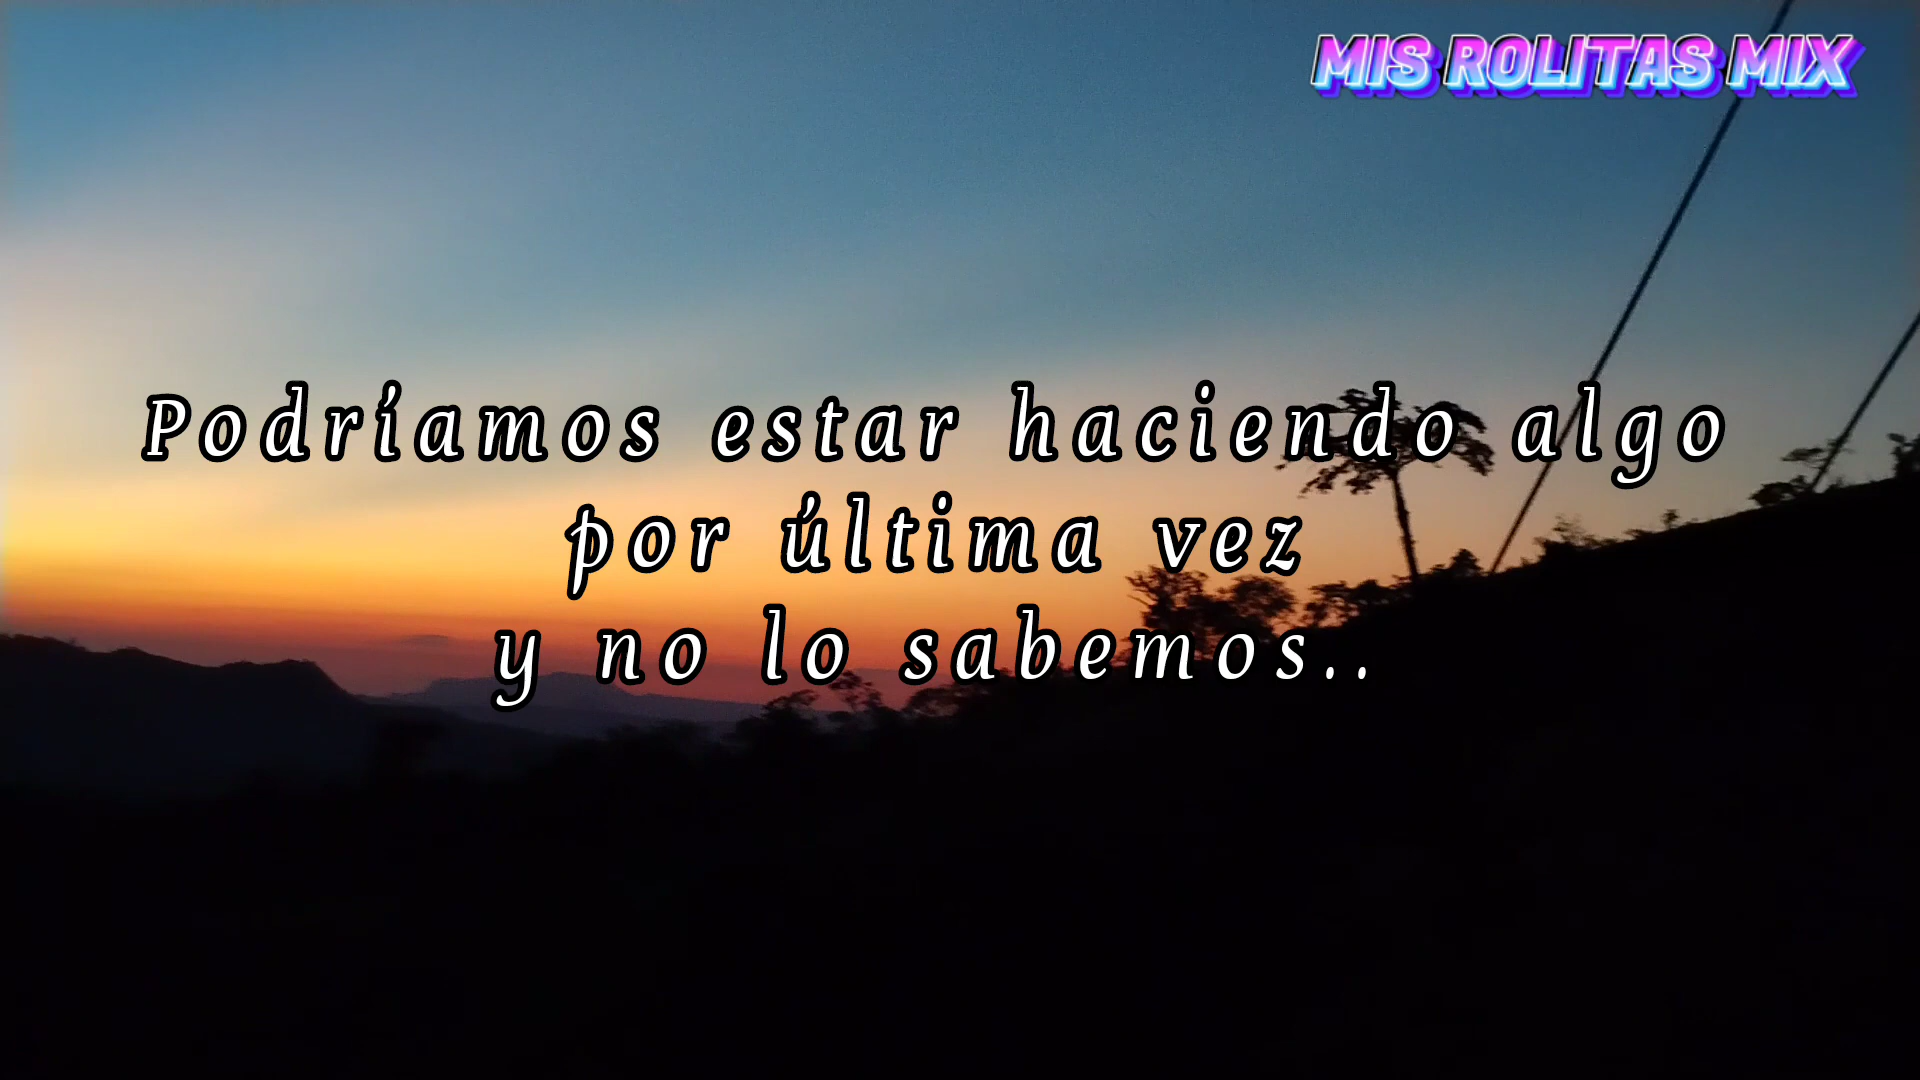 MIS ROLITAS MIX
Podríamos estar haciendo algo
por última vez
y no lo sabemos..